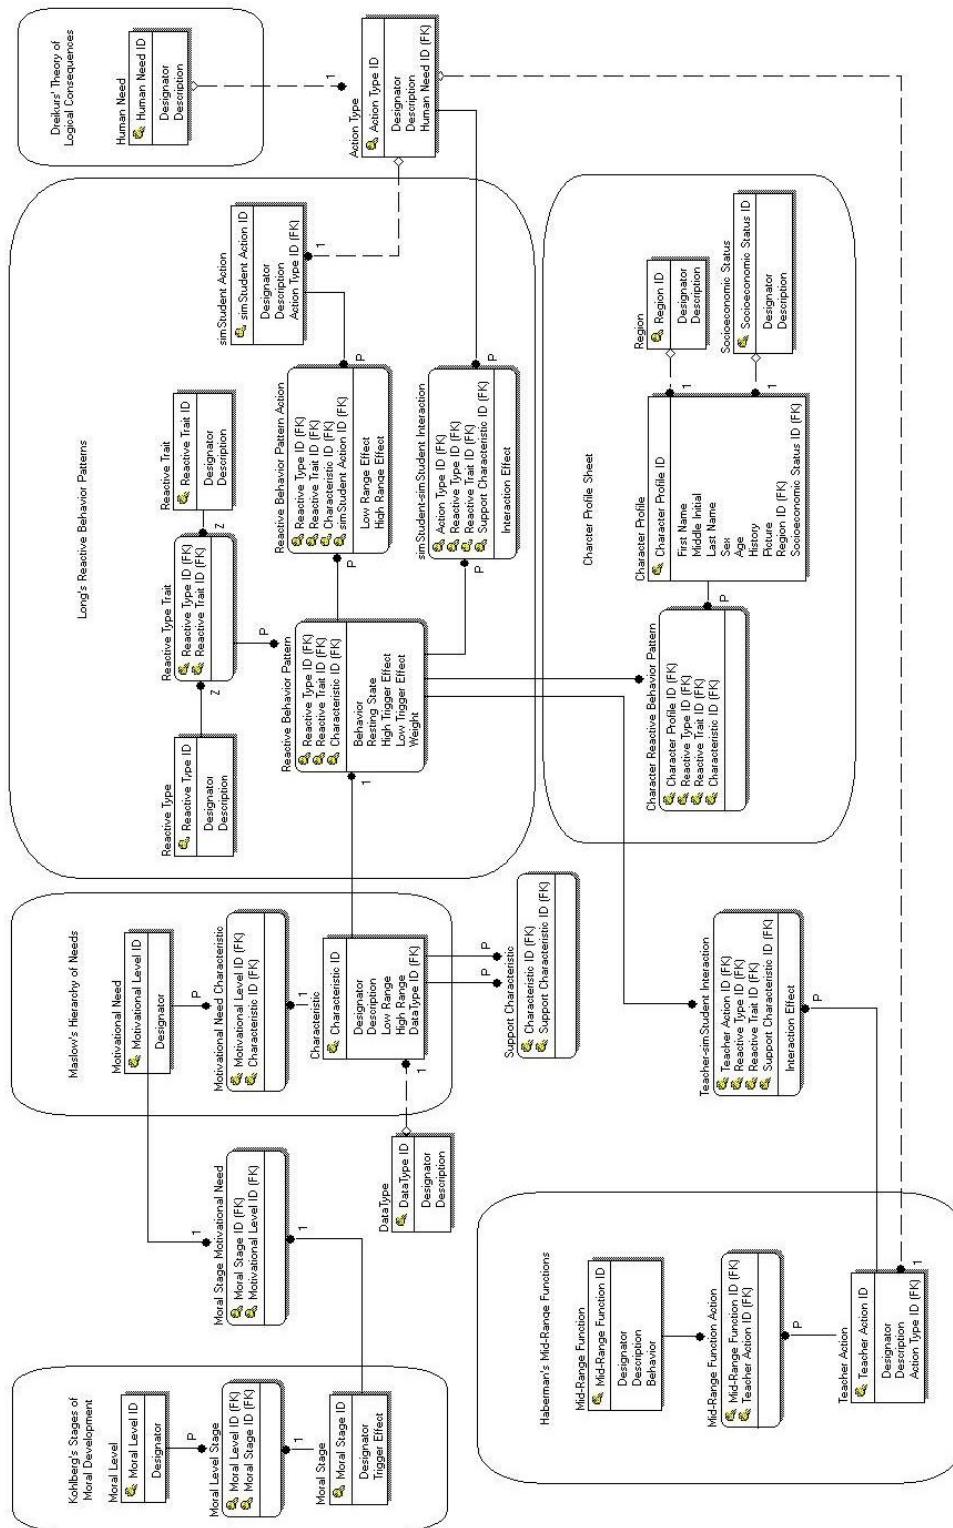 Kohlberg's Stages of
Moral Development
Moral Level
Moral Level ID
Designator
P
Moral Level Stage
Moral Level ID (FK)
Moral Stage ID (FK)
1
Moral Stage
Moral Stage ID
Designator
Trigger Effect
Moral Stage Motivational Need
Moral Stage ID (FK)
Motivational Level ID (FK)
1
1
Maslow's Hierarchy of Needs
Motivational Need
Motivational Level ID
Designator
P
Motivational Need Characteristic
Motivational Level ID (FK)
Characteristic ID (FK)
1
Characteristic
Characteristic ID
Designator
Description
Low Range
High Range
DataType ID (FK)
1
DataType
DataType ID
Designator
Description
P
P
Support Characteristic
Characteristic ID (FK)
Support Characteristic ID (FK)
Long's Reactive Behavior Patterns
Reactive Type
Reactive Type ID
Designator
Description
Z
Reactive Type Trait
Reactive Type ID (FK)
Reactive Trait ID (FK)
Z
Reactive Trait
Reactive Trait ID
Designator
Description
P
Reactive Behavior Pattern
Reactive Type ID (FK)
Reactive Trait ID (FK)
Characteristic ID (FK)
Behavior
Resting State
High Trigger Effect
Low Trigger Effect
Weight
1
P
Reactive Behavior Pattern Action
Reactive Type ID (FK)
Reactive Trait ID (FK)
Characteristic ID (FK)
simStudent Action ID (FK)
Low Range Effect
High Range Effect
P
simStudent Action
simStudent Action ID
Designator
Description
Action Type ID (FK)
1
simStudent-simStudent Interaction
Action Type ID (FK)
Reactive Type ID (FK)
Reactive Trait ID (FK)
Support Characteristic ID (FK)
Interaction Effect
P
P
Dreikurs' Theory of
Logical Consequences
Human Need
Human Need ID
Designator
Description
1
Action Type
Action Type ID
Designator
Description
Human Need ID (FK)
Haberman's Mid-Range Functions
Mid-Range Function
Mid-Range Function ID
Designator
Description
Behavior
Mid-Range Function Action
Mid-Range Function ID (FK)
Teacher Action ID (FK)
P
Teacher Action
Teacher Action ID
Designator
Description
Action Type ID (FK)
1
Teacher-simStudent Interaction
Teacher Action ID (FK)
Reactive Type ID (FK)
Reactive Trait ID (FK)
Support Characteristic ID (FK)
Interaction Effect
P
Charcter Profile Sheet
Character Reactive Behavior Pattern
Character Profile ID (FK)
Reactive Type ID (FK)
Reactive Trait ID (FK)
Characteristic ID (FK)
P
Character Profile
Character Profile ID
First Name
Middle Initial
Last Name
Sex
Age
History
Picture
Region ID (FK)
Socioeconomic Status ID (FK)
1
1
Region
Region ID
Designator
Description
Socioeconomic Status
Socioeconomic Status ID
Designator
Description